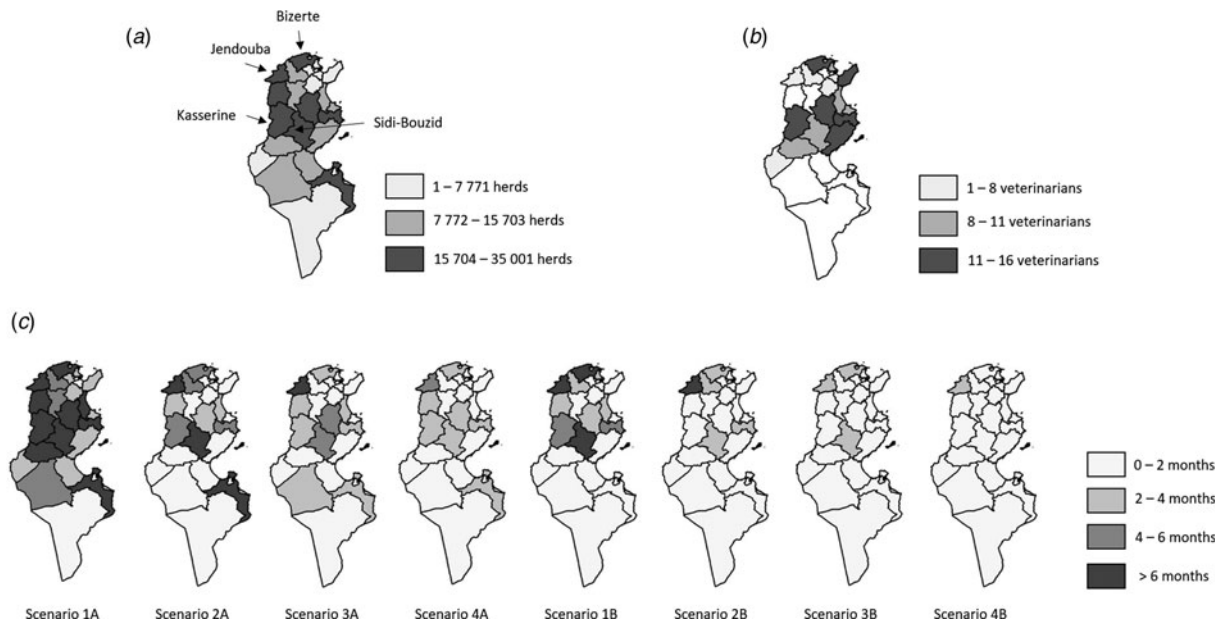 (a)
Bizerte
Jendouba
Kasserine
Sidi-Bouzid
1 – 7 771 herds
7 772 – 15 703 herds
15 704 – 35 001 herds
(b)
1 – 8 veterinarians
8 – 11 veterinarians
11 – 16 veterinarians
(c)
0 – 2 months
2 – 4 months
4 – 6 months
> 6 months
Scenario 1A
Scenario 2A
Scenario 3A
Scenario 4A
Scenario 1B
Scenario 2B
Scenario 3B
Scenario 4B